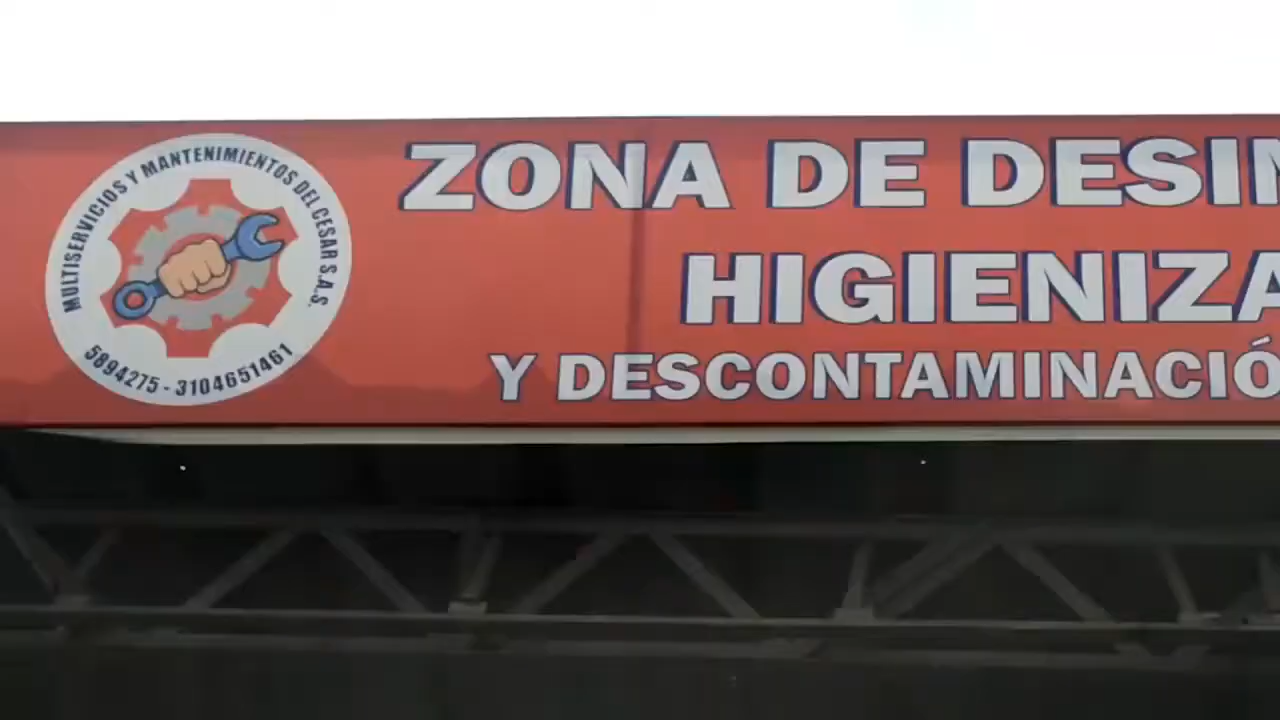 MULTISERVICIOS Y MANTENIMIENTOS DEL CESAR S.A.S.
5894275 - 3104651461
ZONA DE DESIN
HIGIENIZA
Y DESCONTAMINACIÓ